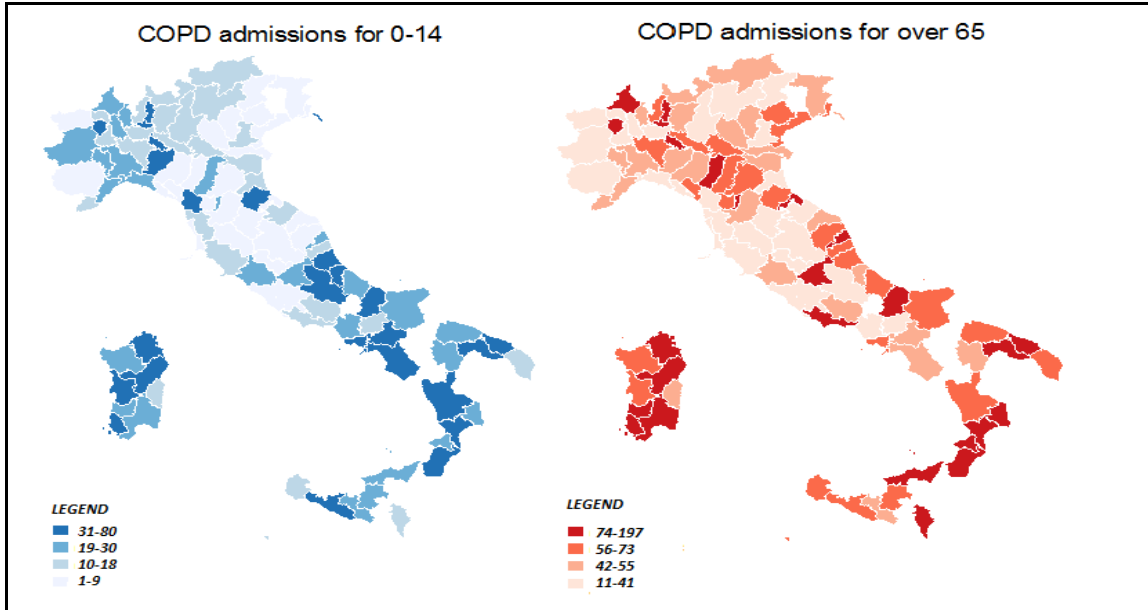 COPD admissions for 0-14
COPD admissions for over 65
LEGEND
31-80
19-30
10-18
1-9
LEGEND
74-197
56-73
42-55
11-41